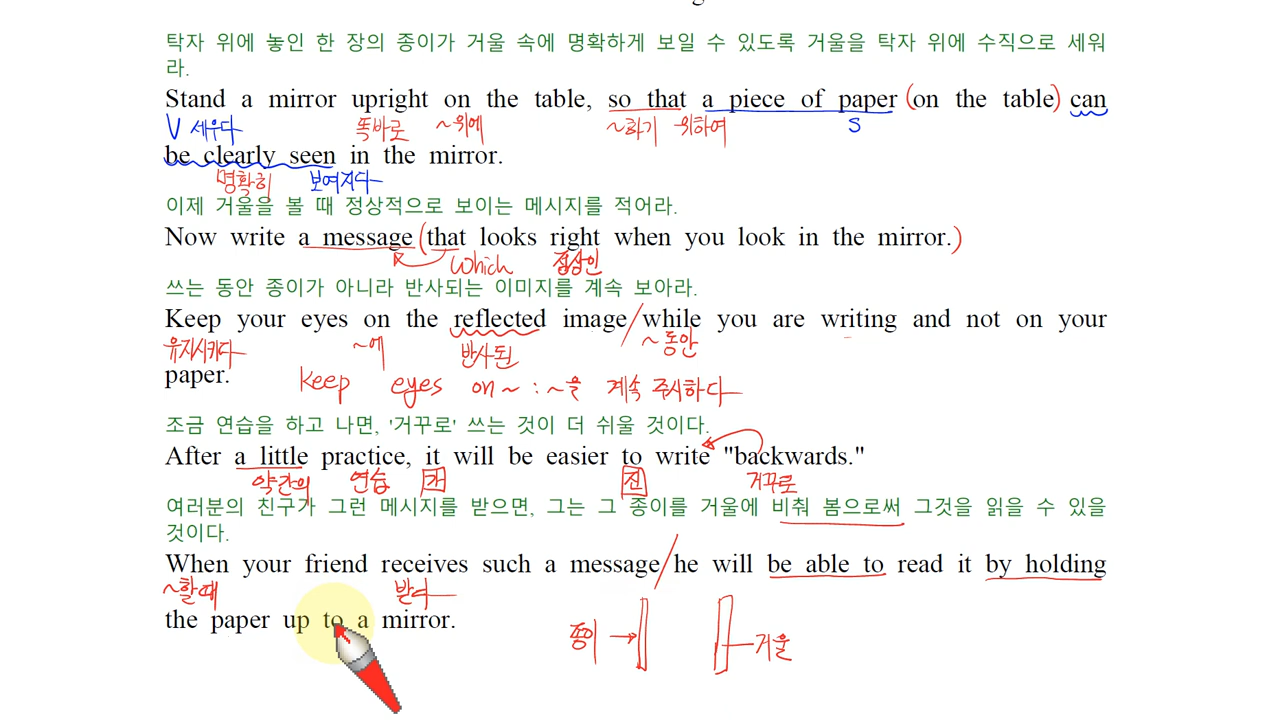 탁자 위에 놓인 한 장의 종이가 거울 속에 명확하게 보일 수 있도록 거울을 탁자 위에 수직으로 세워
라.
Stand a mirror upright on the table, so that a piece of paper (on the table) can
V 세우다 똑바로 ~위에 ~하기 위하여 S
be clearly seen in the mirror.
명확히 보여지다
이제 거울을 볼 때 정상적으로 보이는 메시지를 적어라.
Now write a message (that looks right when you look in the mirror.)
which 정상인
쓰는 동안 종이가 아니라 반사되는 이미지를 계속 보아라.
Keep your eyes on the reflected image / while you are writing and not on your
유지시키다 ~에 반사된 ~동안
paper.
keep eyes on ~ : ~을 계속 주시하다
조금 연습을 하고 나면, '거꾸로' 쓰는 것이 더 쉬울 것이다.
After a little practice, it will be easier to write "backwards."
약간의 연습 가 진 거꾸로
여러분의 친구가 그런 메시지를 받으면, 그는 그 종이를 거울에 비춰 봄으로써 그것을 읽을 수 있을
것이다.
When your friend receives such a message / he will be able to read it by holding
~할 때 받다
the paper up to a mirror.
종이 거울